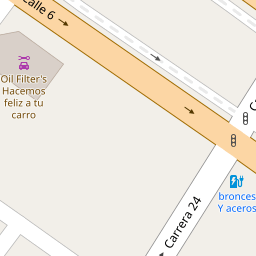 Calle 6
Oil Filter's
Hacemos
feliz a tu
carro
bronces
Y aceros
Carrera 24